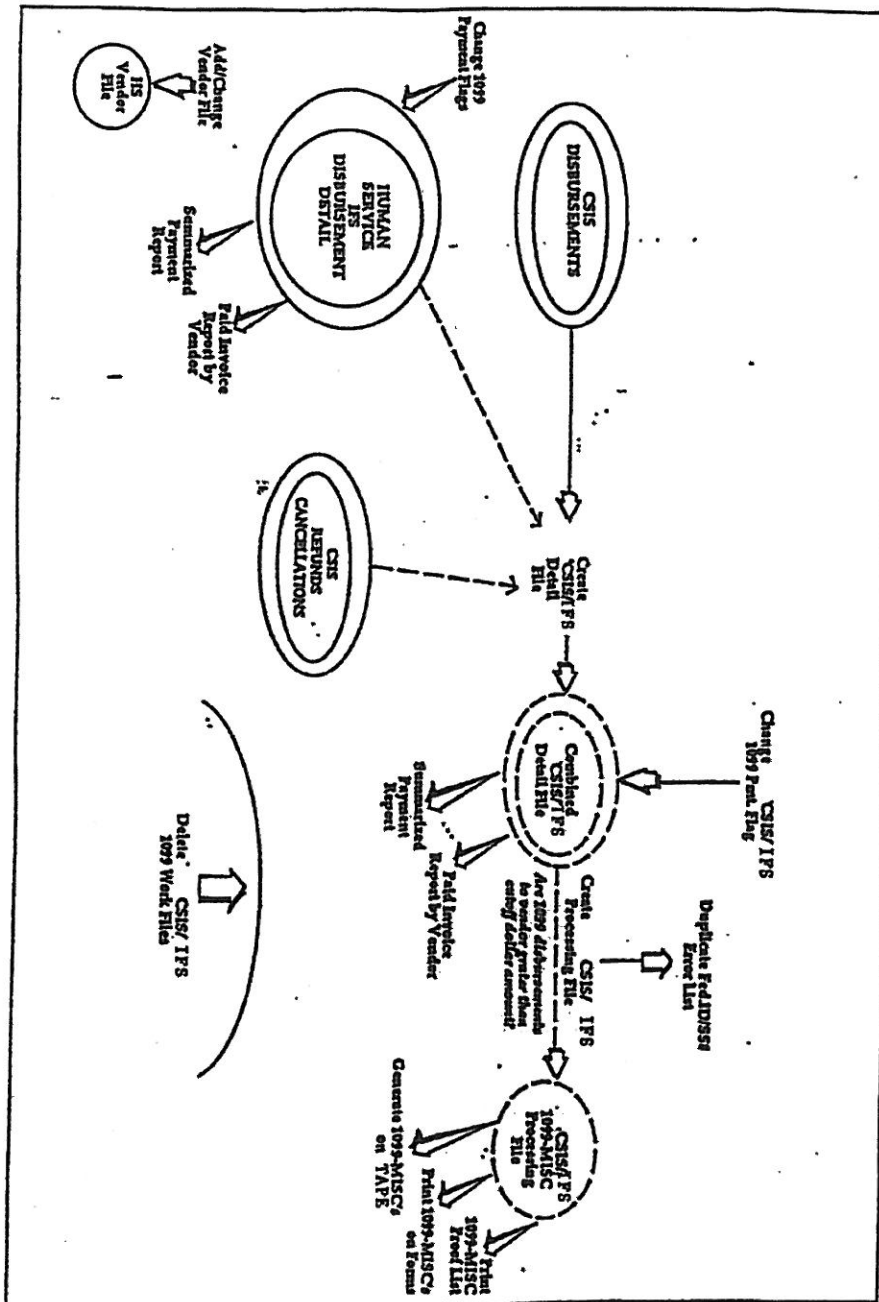 Add/Change
Vendor File
HS
Vendor
File
Change 1099
Payment Flags
HUMAN
SERVICE
IFS
DISBURSEMENT
DETAIL
Summarized
Payment
Report
Paid Invoice
Report by
Vendor
CSIS
DISBURSEMENTS
CSIS
REFUNDS
CANCELLATIONS
Create
CSIS/IFS
Detail
File
Change CSIS/IFS
1099 Pmt. Flag
Combined
CSIS/IFS
Detail File
Summarized
Payment
Report
Paid Invoice
Report by Vendor
Duplicate Fed.ID/SS#
Error List
Create CSIS/ IFS
Processing File
Are 1099 disbursements
to vendor grater than
cutoff dollar amount?
CSIS/IFS
1099-MISC
Processing
File
Generate 1099-MISC's
on TAPE
Print 1099-MISC's
on Forms
Print
1099-MISC
Proof List
Delete CSIS/ IFS
1099 Work Files